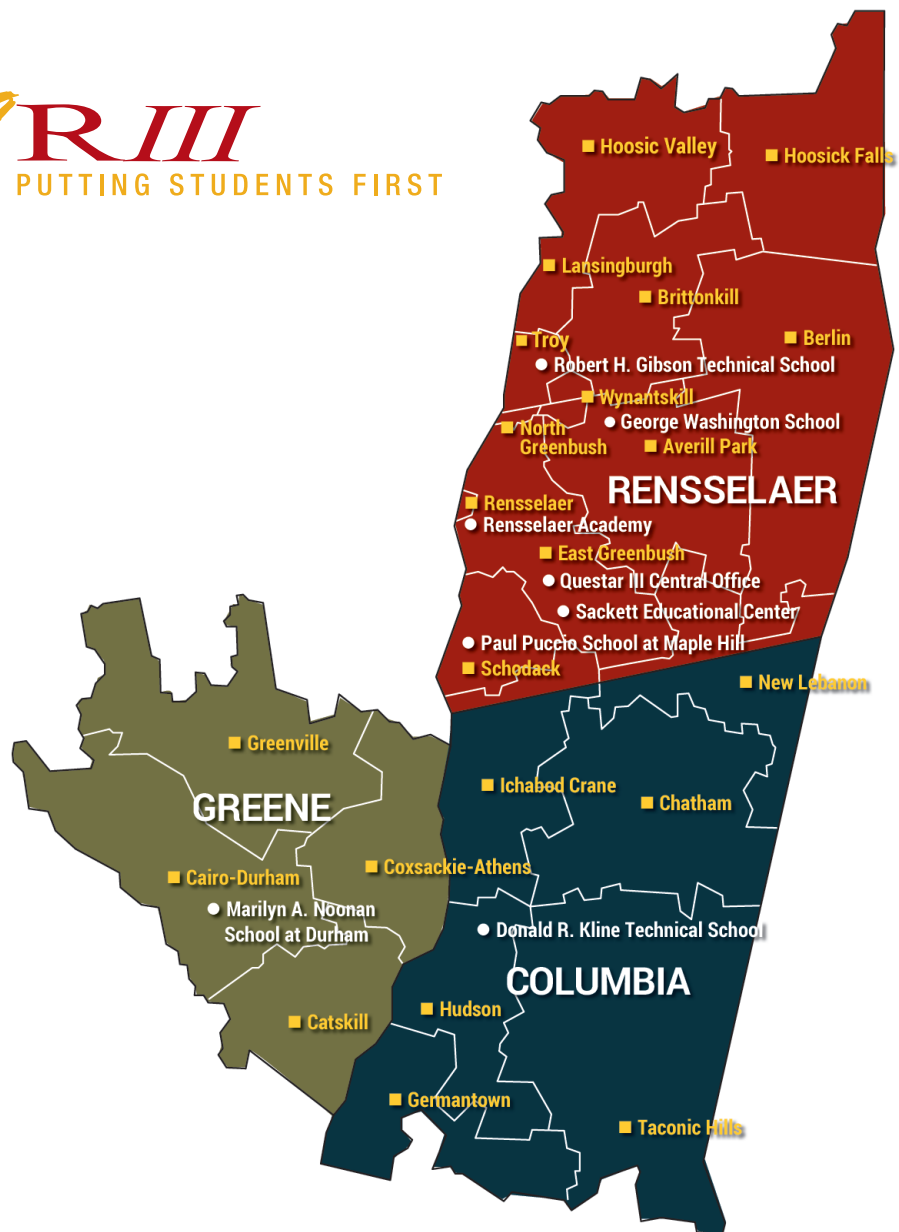 R III
PUTTING STUDENTS FIRST
Hoosic Valley
Hoosick Falls
Lansingburgh
Brittonkill
Berlin
Troy
Robert H. Gibson Technical School
Wynantskill
George Washington School
North
Greenbush
Averill Park
RENSSELAER
Rensselaer
Rensselaer Academy
East Greenbush
Questar III Central Office
Sackett Educational Center
Paul Puccio School at Maple Hill
Schodack
New Lebanon
Greenville
Ichabod Crane
Chatham
GREENE
Cairo-Durham
Coxsackie-Athens
Marilyn A. Noonan
School at Durham
Donald R. Kline Technical School
COLUMBIA
Hudson
Catskill
Germantown
Taconic Hills